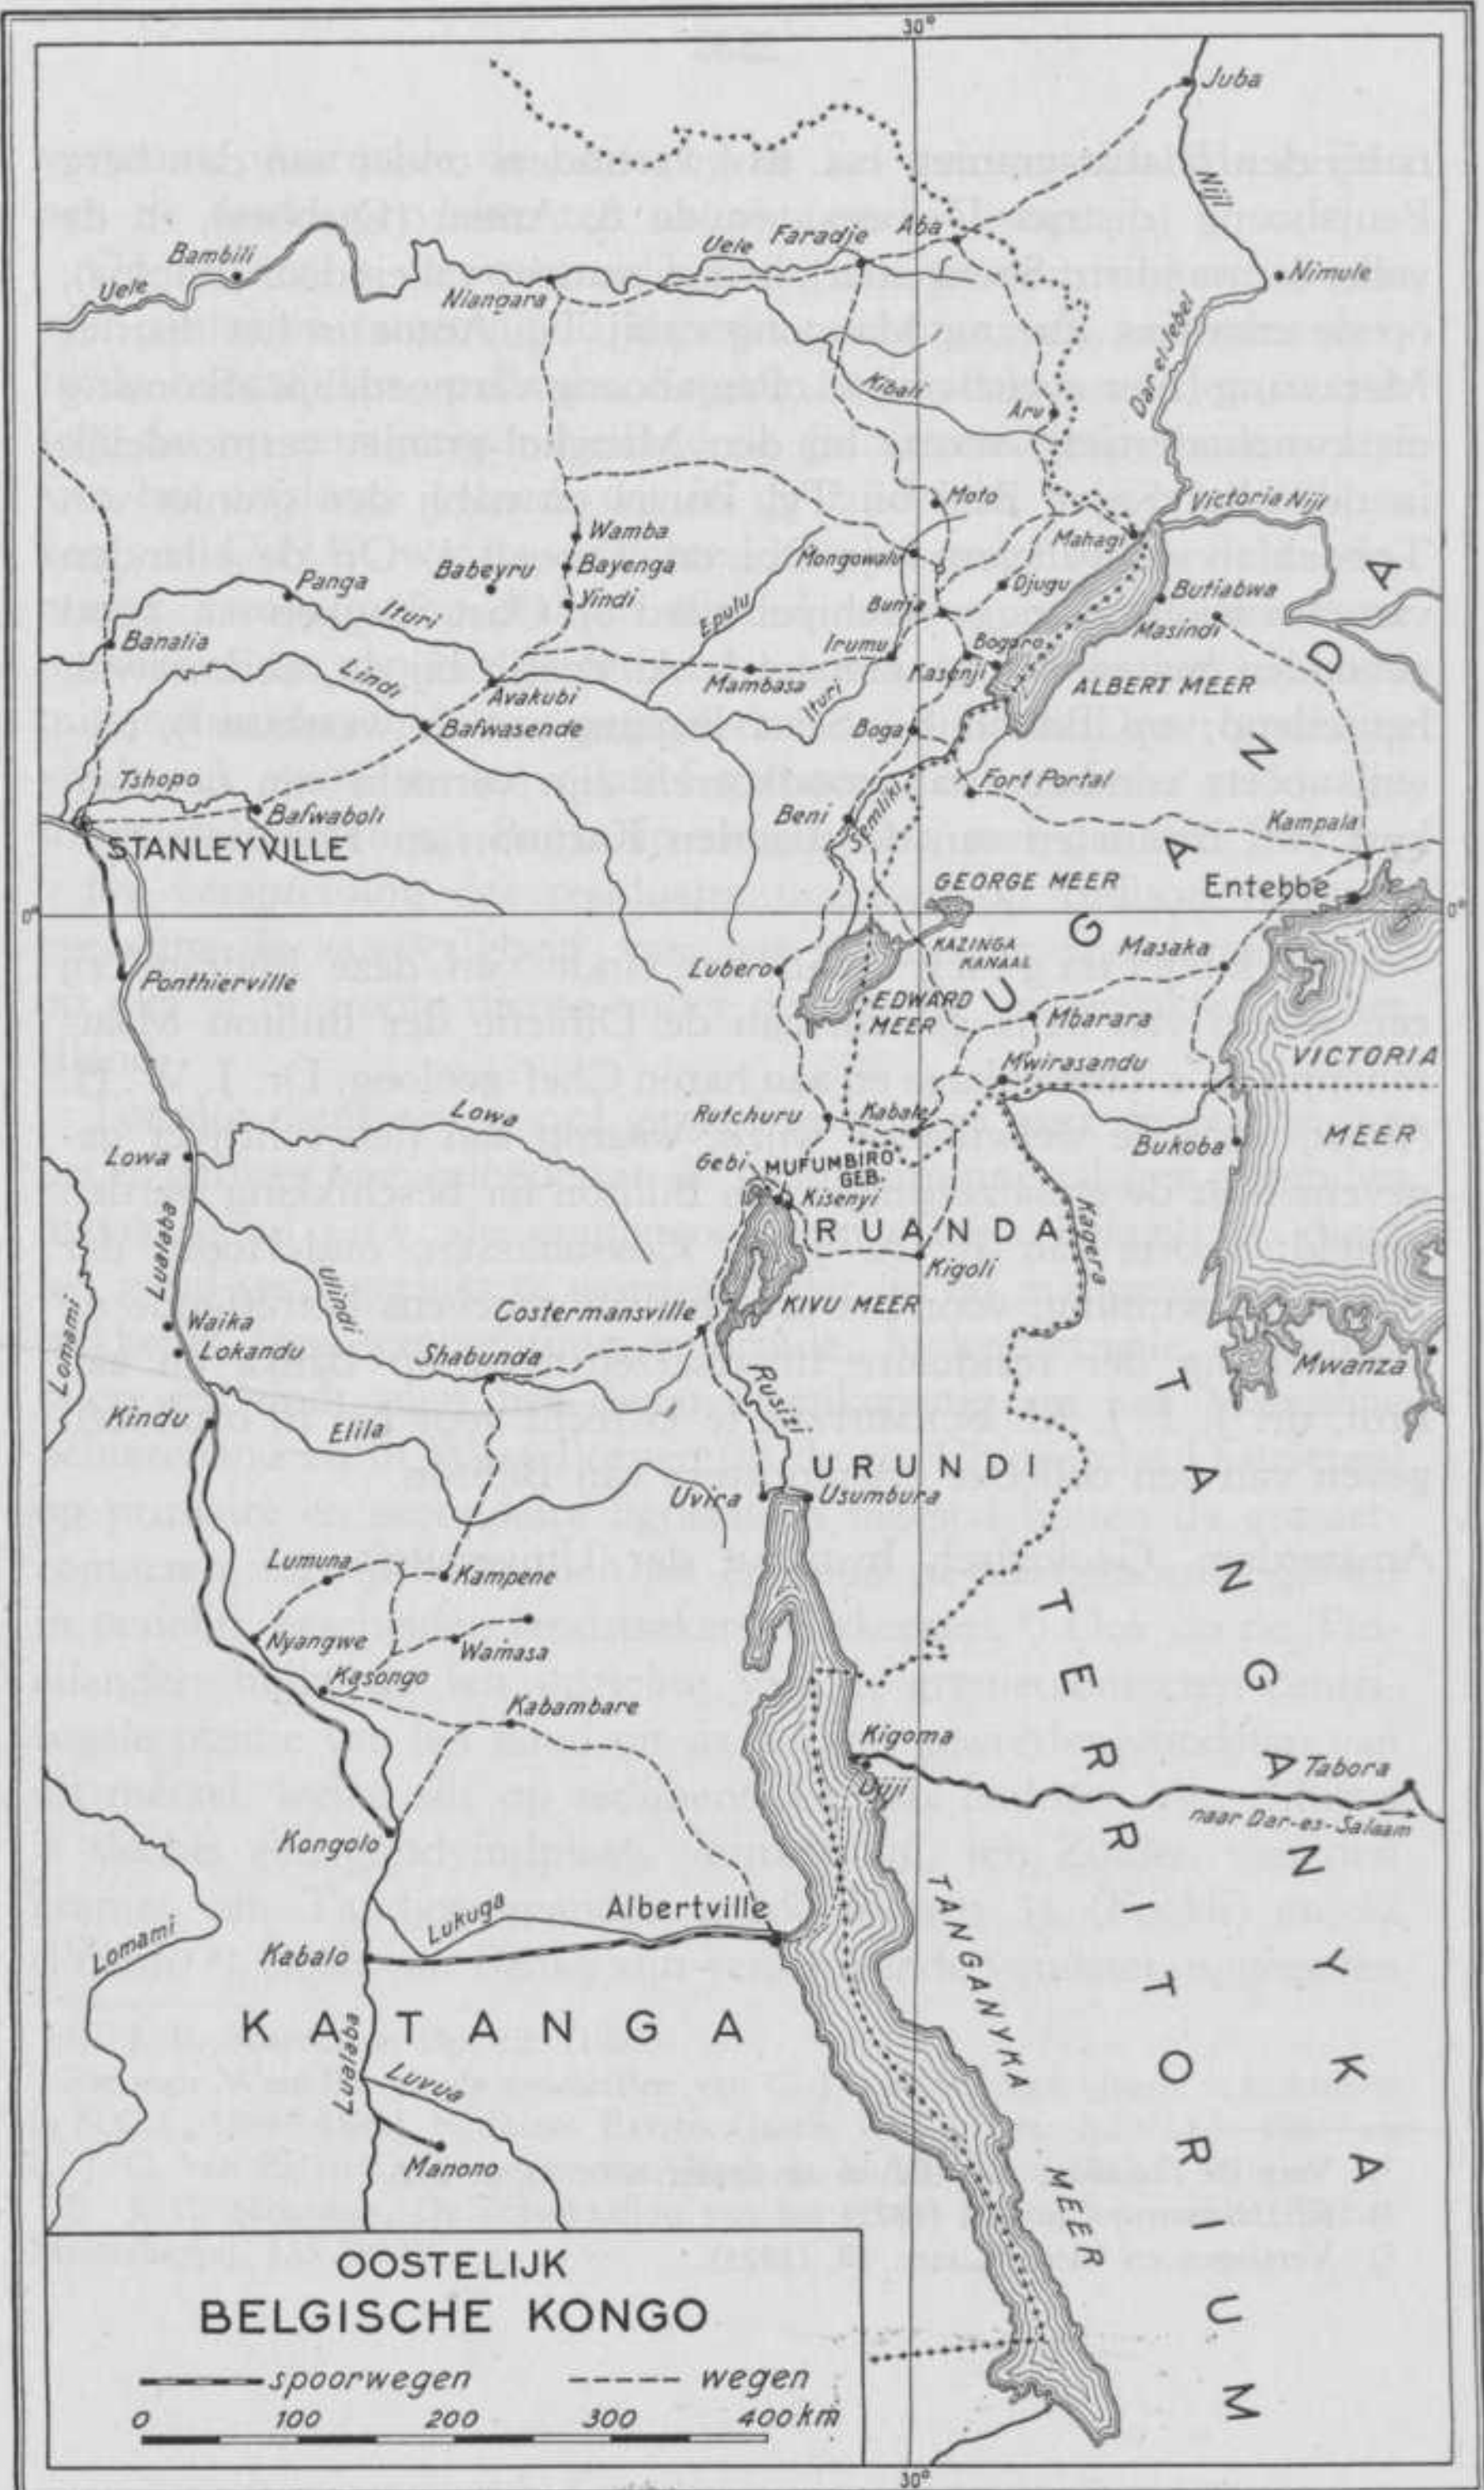 30°
Juba
Nijl
Aba
Faradje
Uele
Bambili
Uele
Niangara
Nimule
Bar el Jebel
Kibali
Aru
Moto
Victoria Nijl
Wamba
Mahagi
Mongowalu
Babeyru
Bayenga
Djugu
Butiabwa
Panga
Yindi
Ituri
Epulu
Bunia
Masindi
Banalia
Irumu
Bogoro
Lindi
Mambasa
Kasenji
Avakubi
Ituri
ALBERT MEER
Bafwasende
Boga
Tshopo
Fort Portal
Bafwaboli
Beni
Semliki
Kampala
STANLEYVILLE
GEORGE MEER
Entebbe
UGANDA
0°
0°
KAZINGA
KANAAL
Masaka
Lubero
Ponthierville
EDWARD
MEER
Mbarara
Mwirasandu
VICTORIA
MEER
Lowa
Rutchuru
Kabale
Bukoba
Lowa
Gebi
MUFUMBIRO
GEB.
Kisenyi
RUANDA
Kagera
Lualaba
Kigoli
Ulindi
Costermansville
KIVU MEER
Waika
Lokandu
Lomami
Shabunda
Mwanza
Rusizi
Kindu
Elila
URUNDI
Uvira
Usumbura
Lumuna
Kampene
Nyangwe
Wamasa
Kasongo
Kabambare
Kigoma
Ujiji
Tabora
naar Dar-es-Salaam
Kongolo
TANGANYKA
TERRITORIUM
Lukuga
Albertville
Lomami
Kabalo
TANGANYKA MEER
KATANGA
Lualaba
Luvua
Manono
OOSTELIJK
BELGISCHE KONGO
spoorwegen
wegen
0 100 200 300 400 km
30°